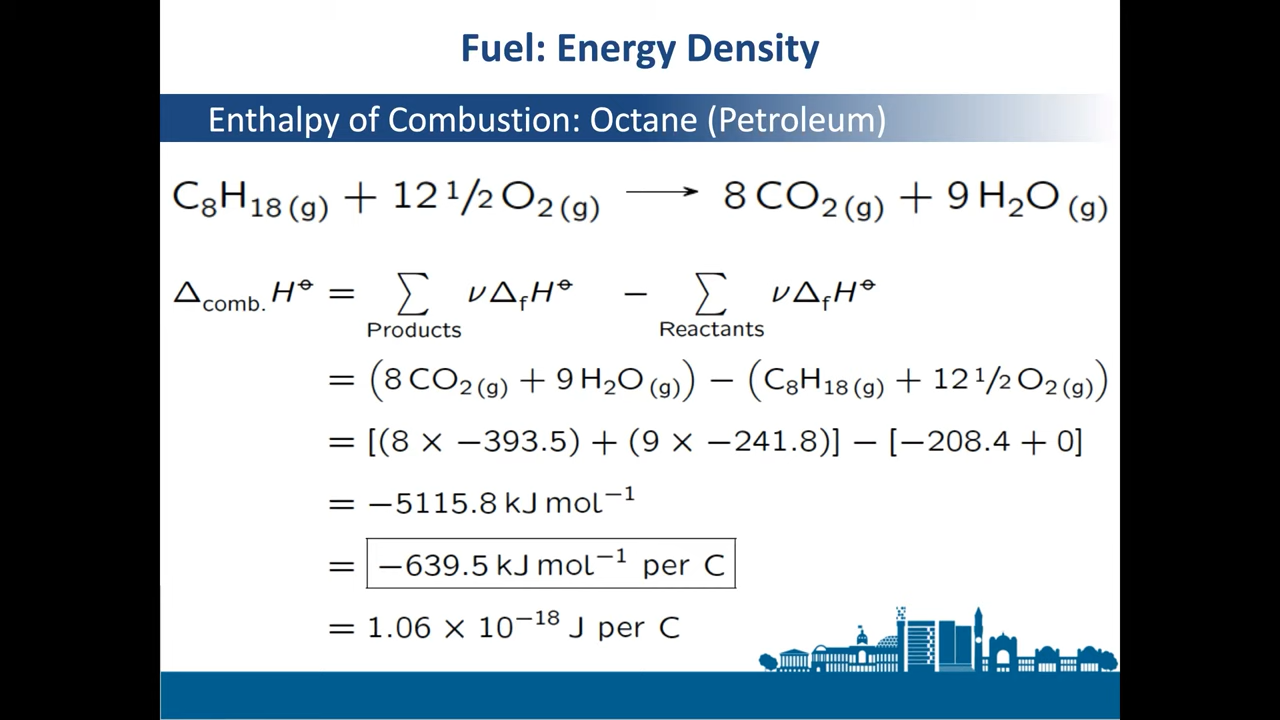 Fuel: Energy Density
Enthalpy of Combustion: Octane (Petroleum)
C₈H₁₈ (g) + 12 ½ O₂ (g) ⟶ 8 CO₂ (g) + 9 H₂O (g)
Δcomb. H⦵ = ∑Products ν ΔfH⦵ − ∑Reactants ν ΔfH⦵
= (8 CO₂ (g) + 9 H₂O (g)) − (C₈H₁₈ (g) + 12 ½ O₂ (g))
= [(8 × −393.5) + (9 × −241.8)] − [−208.4 + 0]
= −5115.8 kJ mol⁻¹
= −639.5 kJ mol⁻¹ per C
= 1.06 × 10⁻¹⁸ J per C